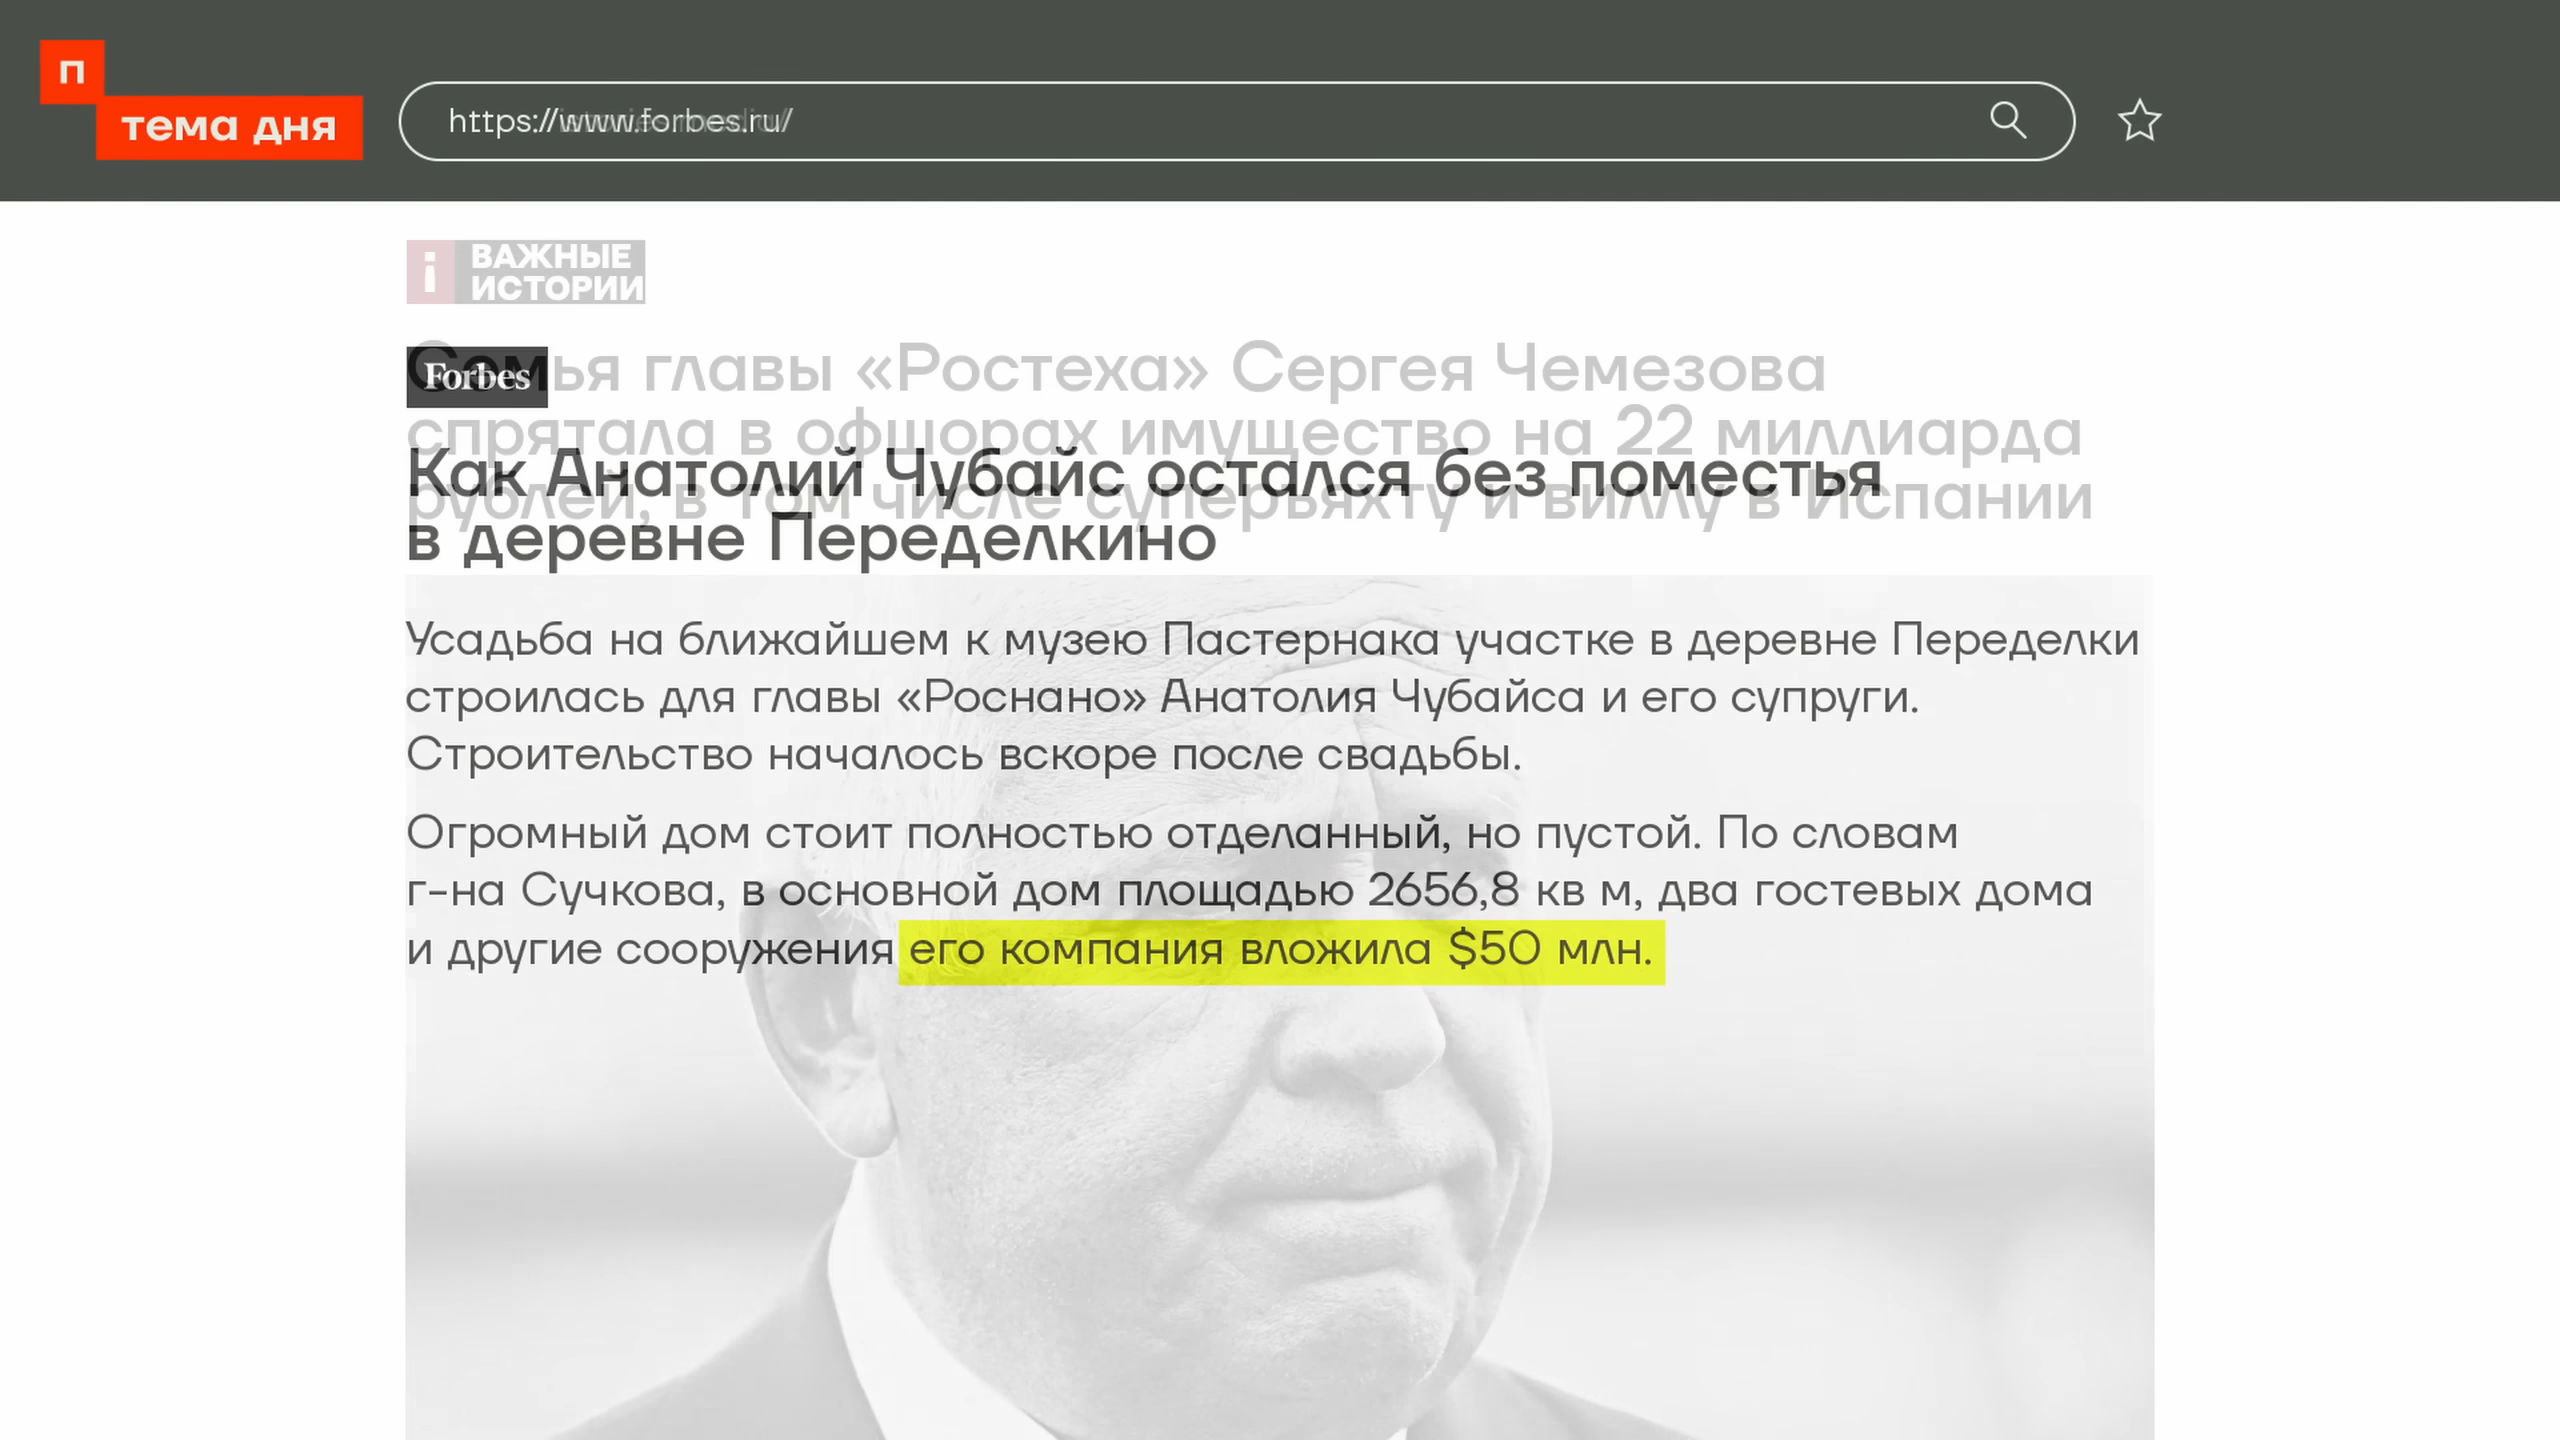 п
тема дня
https://www.forbes.ru/
ВАЖНЫЕ
ИСТОРИИ
Семья главы «Ростеха» Сергея Чемезова
спрятала в офшорах имущество на 22 миллиарда
рублей, в том числе суперъяхту и виллу в Испании
Forbes
Как Анатолий Чубайс остался без поместья
в деревне Переделкино
Усадьба на ближайшем к музею Пастернака участке в деревне Переделки
строилась для главы «Роснано» Анатолия Чубайса и его супруги.
Строительство началось вскоре после свадьбы.
Огромный дом стоит полностью отделанный, но пустой. По словам
г-на Сучкова, в основной дом площадью 2656,8 кв м, два гостевых дома
и другие сооружения его компания вложила $50 млн.